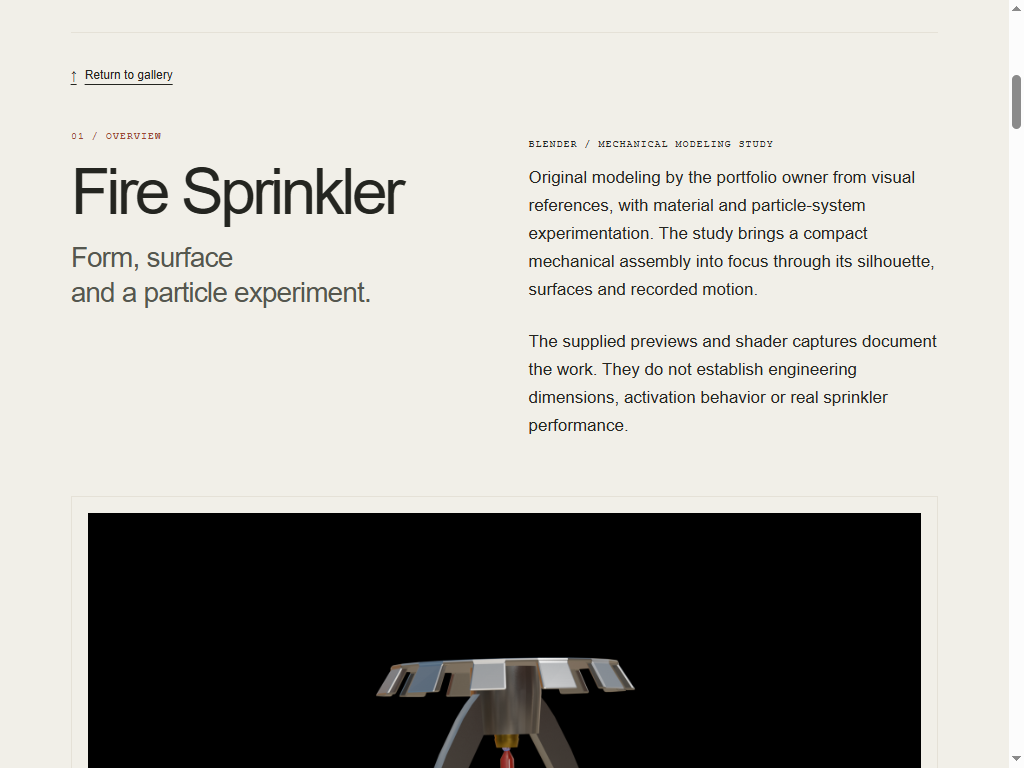 ↑ Return to gallery
01 / OVERVIEW
Fire Sprinkler
Form, surface
and a particle experiment.
BLENDER / MECHANICAL MODELING STUDY
Original modeling by the portfolio owner from visual
references, with material and particle-system
experimentation. The study brings a compact
mechanical assembly into focus through its silhouette,
surfaces and recorded motion.
The supplied previews and shader captures document
the work. They do not establish engineering
dimensions, activation behavior or real sprinkler
performance.